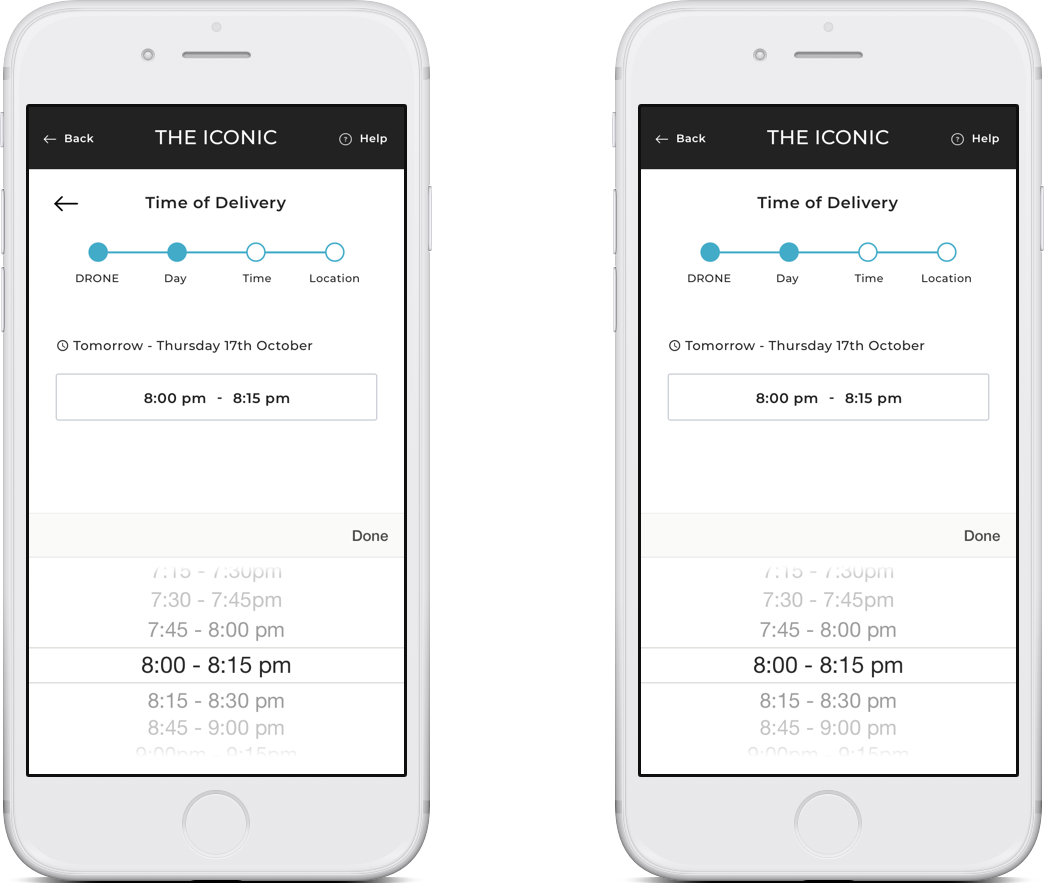 ← Back THE ICONIC ? Help
← Time of Delivery
DRONE Day Time Location
Tomorrow - Thursday 17th October
8:00 pm - 8:15 pm
Done
7:15 - 7:30pm
7:30 - 7:45pm
7:45 - 8:00 pm
8:00 - 8:15 pm
8:15 - 8:30 pm
8:45 - 9:00 pm
9:00pm - 9:15pm
← Back THE ICONIC ? Help
Time of Delivery
DRONE Day Time Location
Tomorrow - Thursday 17th October
8:00 pm - 8:15 pm
Done
7:15 - 7:30pm
7:30 - 7:45pm
7:45 - 8:00 pm
8:00 - 8:15 pm
8:15 - 8:30 pm
8:45 - 9:00 pm
9:00pm - 9:15pm